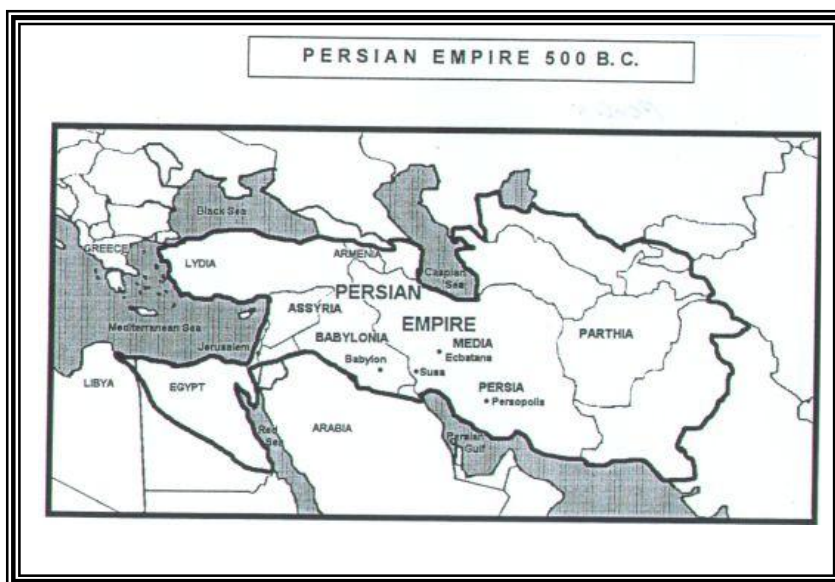 PERSIAN EMPIRE 500 B.C.
Black Sea
GREECE
LYDIA
ARMENIA
Caspian
Sea
PERSIAN
EMPIRE
ASSYRIA
Mediterranean Sea
Jerusalem
BABYLONIA
Babylon
MEDIA
Ecbatana
Susa
PARTHIA
LIBYA
EGYPT
PERSIA
Persopolis
Red
Sea
ARABIA
Persian
Gulf